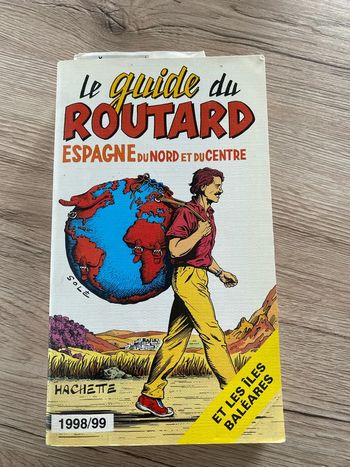 Le guide du
ROUTARD
ESPAGNE DU NORD ET DU CENTRE
SOLÉ
HACHETTE
ET LES ÎLES
BALÉARES
1998/99